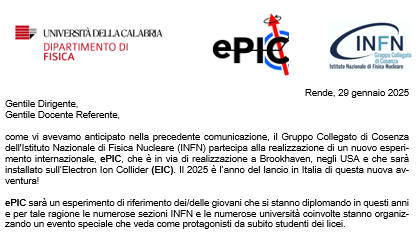 UNIVERSITÀ DELLA CALABRIA
DIPARTIMENTO DI
FISICA
ePIC
INFN
Gruppo Collegato
di Cosenza
Istituto Nazionale di Fisica Nucleare
Rende, 29 gennaio 2025
Gentile Dirigente,
Gentile Docente Referente,
come vi avevamo anticipato nella precedente comunicazione, il Gruppo Collegato di Cosenza
dell'Istituto Nazionale di Fisica Nucleare (INFN) partecipa alla realizzazione di un nuovo esperi-
mento internazionale, ePIC, che è in via di realizzazione a Brookhaven, negli USA e che sarà
installato sull'Electron Ion Collider (EIC). Il 2025 è l'anno del lancio in Italia di questa nuova av-
ventura!
ePIC sarà un esperimento di riferimento dei/delle giovani che si stanno diplomando in questi anni
e per tale ragione le numerose sezioni INFN e le numerose università coinvolte stanno organiz-
zando un evento speciale che veda come protagonisti da subito studenti dei licei.